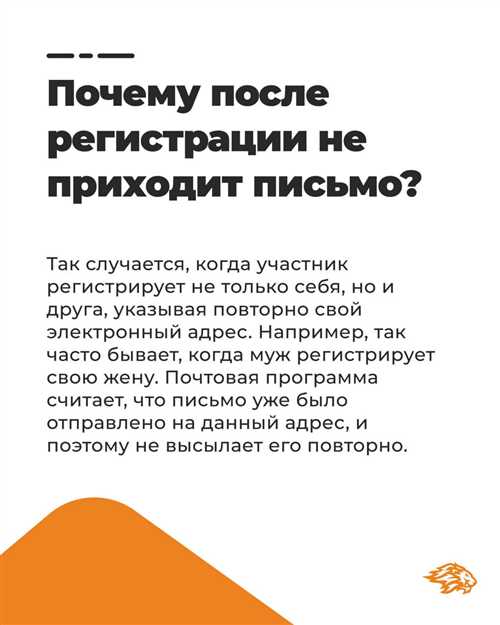 Почему после
регистрации не
приходит письмо?
Так случается, когда участник
регистрирует не только себя, но и
друга, указывая повторно свой
электронный адрес. Например, так
часто бывает, когда муж регистрирует
свою жену. Почтовая программа
считает, что письмо уже было
отправлено на данный адрес, и
поэтому не высылает его повторно.